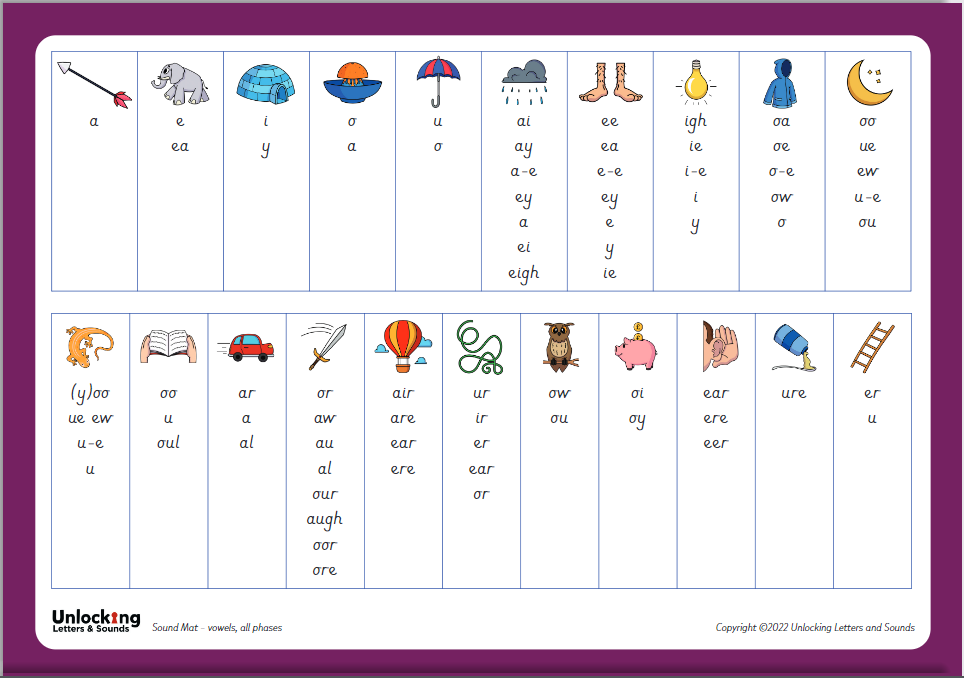 a
e
ea
i
y
o
a
u
o
ai
ay
a-e
ey
a
ei
eigh
ee
ea
e-e
ey
e
y
ie
igh
ie
i-e
i
y
oa
oe
o-e
ow
o
oo
ue
ew
u-e
ou
(y)oo
ue ew
u-e
u
oo
u
oul
ar
a
al
or
aw
au
al
our
augh
oor
ore
air
are
ear
ere
ur
ir
er
ear
or
ow
ou
oi
oy
ear
ere
eer
ure
er
u
Unlocking
Letters & Sounds
Sound Mat – vowels, all phases
Copyright ©2022 Unlocking Letters and Sounds